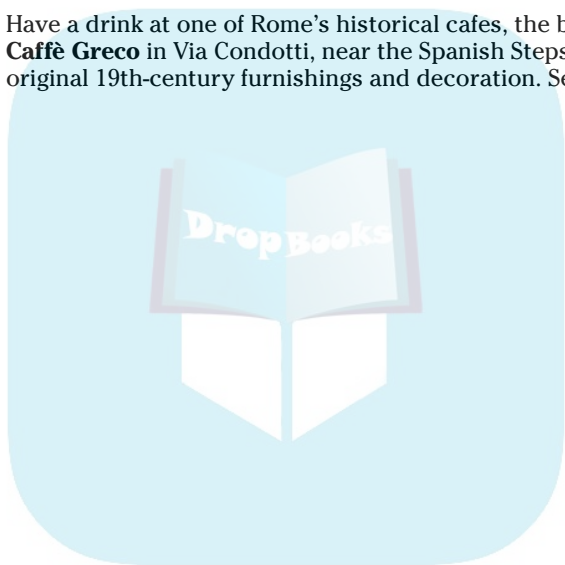 Have a drink at one of Rome's historical cafes, the
Caffè Greco in Via Condotti, near the Spanish Steps
original 19th-century furnishings and decoration.
DropBooks